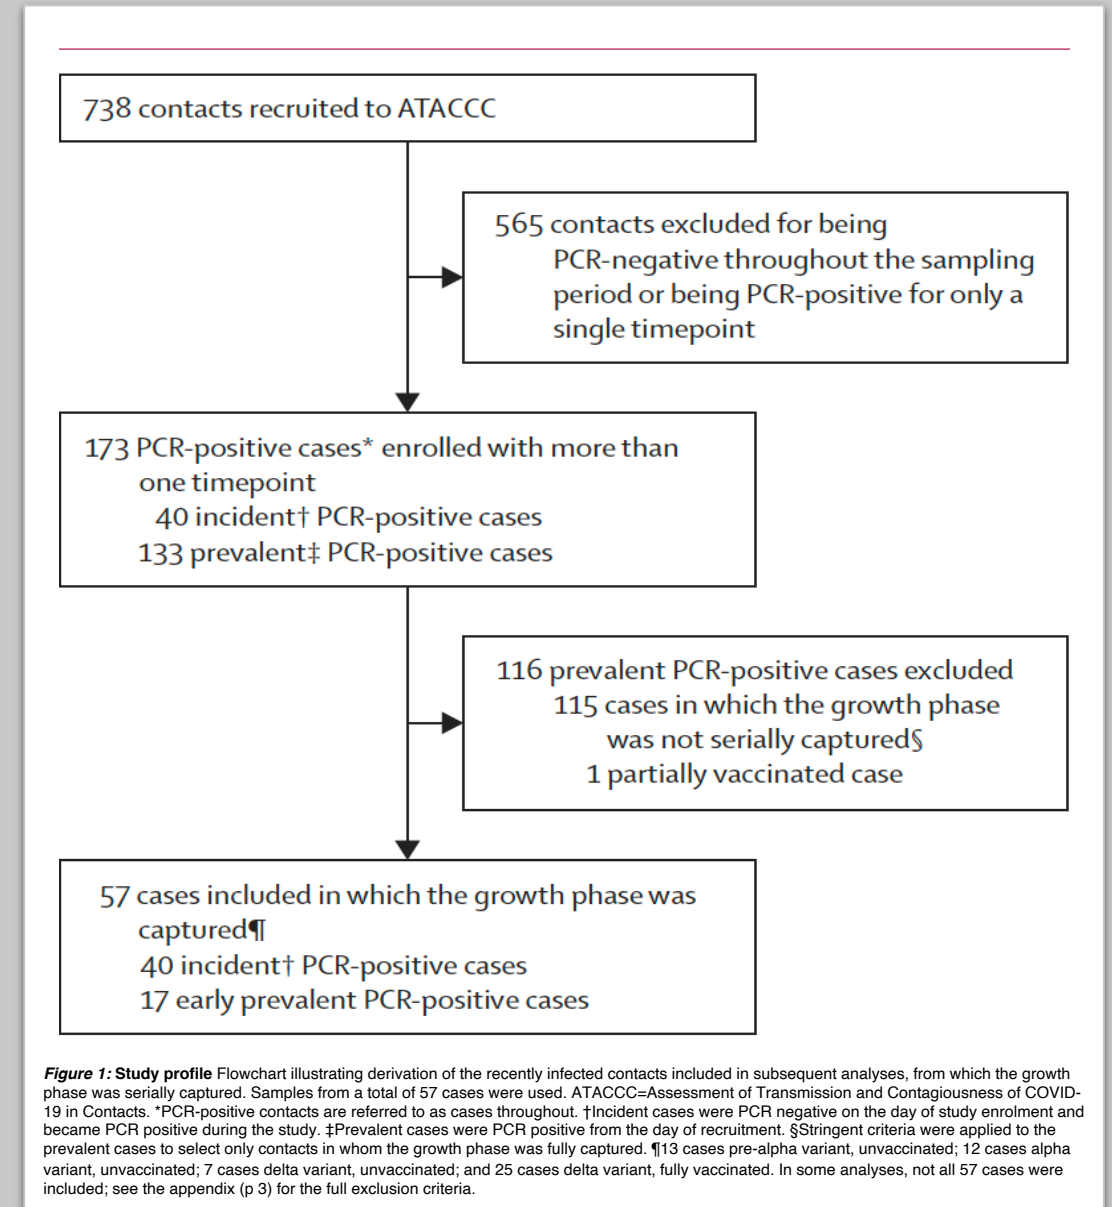 738 contacts recruited to ATACCC
565 contacts excluded for being
PCR-negative throughout the sampling
period or being PCR-positive for only a
single timepoint
173 PCR-positive cases* enrolled with more than
one timepoint
40 incident† PCR-positive cases
133 prevalent‡ PCR-positive cases
116 prevalent PCR-positive cases excluded
115 cases in which the growth phase
was not serially captured§
1 partially vaccinated case
57 cases included in which the growth phase was
captured¶
40 incident† PCR-positive cases
17 early prevalent PCR-positive cases
Figure 1: Study profile Flowchart illustrating derivation of the recently infected contacts included in subsequent analyses, from which the growth
phase was serially captured. Samples from a total of 57 cases were used. ATACCC=Assessment of Transmission and Contagiousness of COVID-
19 in Contacts. *PCR-positive contacts are referred to as cases throughout. †Incident cases were PCR negative on the day of study enrolment and
became PCR positive during the study. ‡Prevalent cases were PCR positive from the day of recruitment. §Stringent criteria were applied to the
prevalent cases to select only contacts in whom the growth phase was fully captured. ¶13 cases pre-alpha variant, unvaccinated; 12 cases alpha
variant, unvaccinated; 7 cases delta variant, unvaccinated; and 25 cases delta variant, fully vaccinated. In some analyses, not all 57 cases were
included; see the appendix (p 3) for the full exclusion criteria.